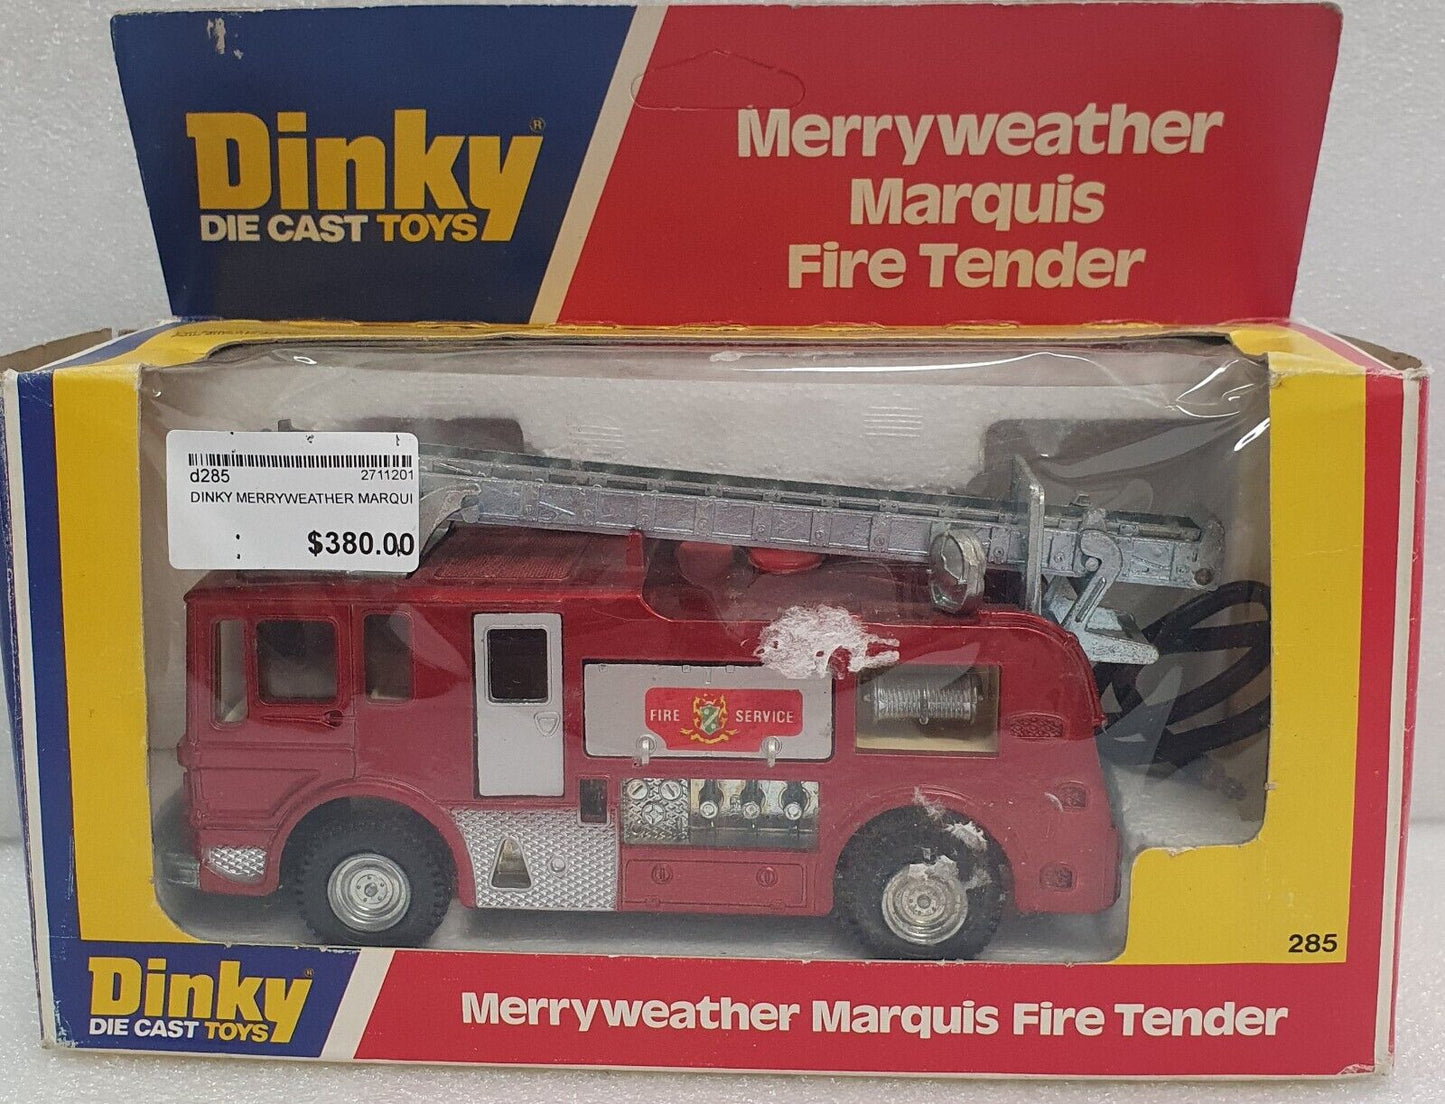 Dinky®
DIE CAST TOYS
Merryweather
Marquis
Fire Tender
d285 2711201
DINKY MERRYWEATHER MARQUI
$380.00
FIRE SERVICE
285
Dinky®
DIE CAST TOYS
Merryweather Marquis Fire Tender